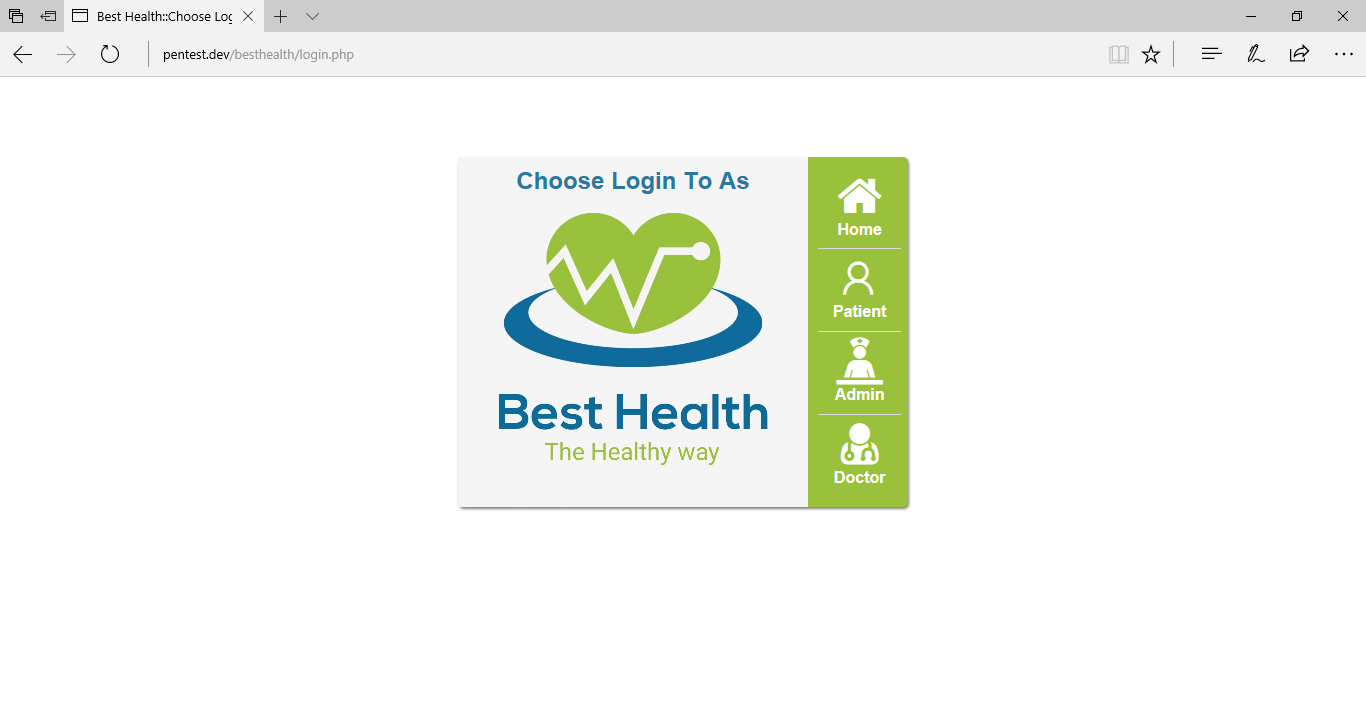 Best Health::Choose Log
pentest.dev/besthealth/login.php
Choose Login To As
Best Health
The Healthy way
Home
Patient
Admin
Doctor